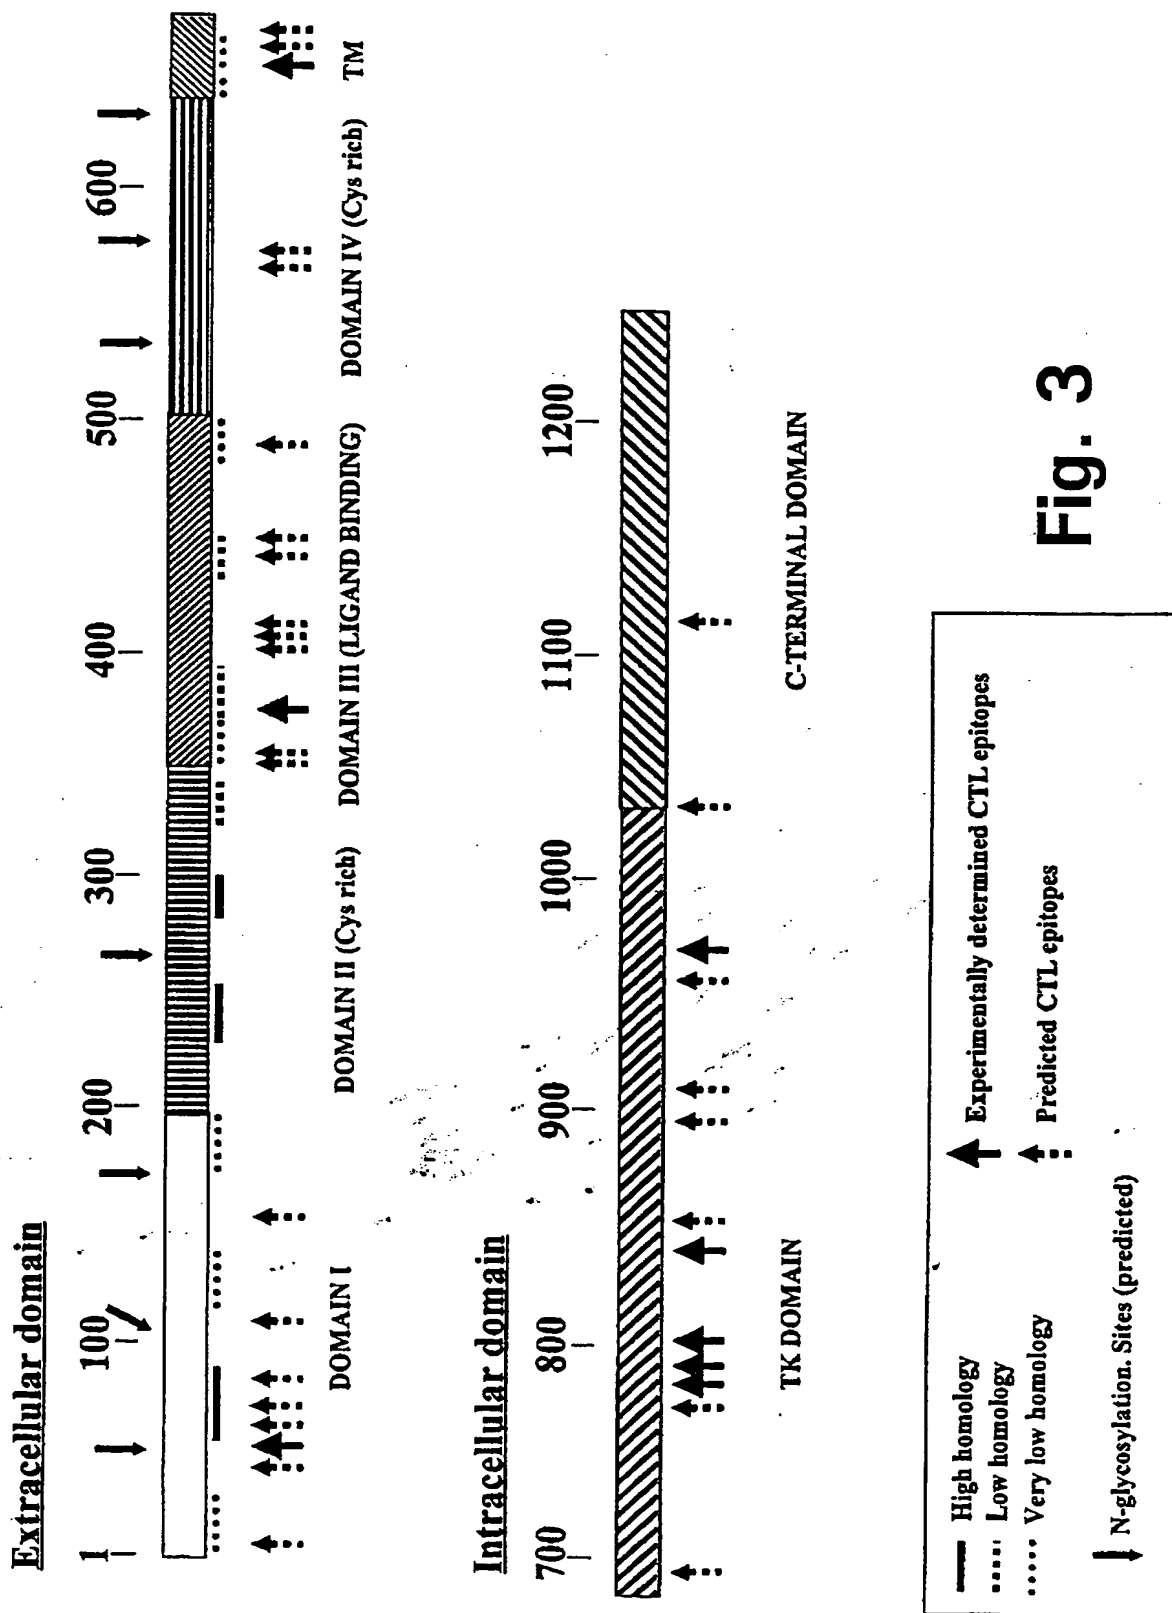 Extracellular domain
1 100 200 300 400 500 600
DOMAIN I DOMAIN II (Cys rich) DOMAIN III (LIGAND BINDING) DOMAIN IV (Cys rich) TM
Intracellular domain
700 800 900 1000 1100 1200
TK DOMAIN C-TERMINAL DOMAIN
High homology
Low homology
Very low homology
N-glycosylation. Sites (predicted)
Experimentally determined CTL epitopes
Predicted CTL epitopes
Fig. 3